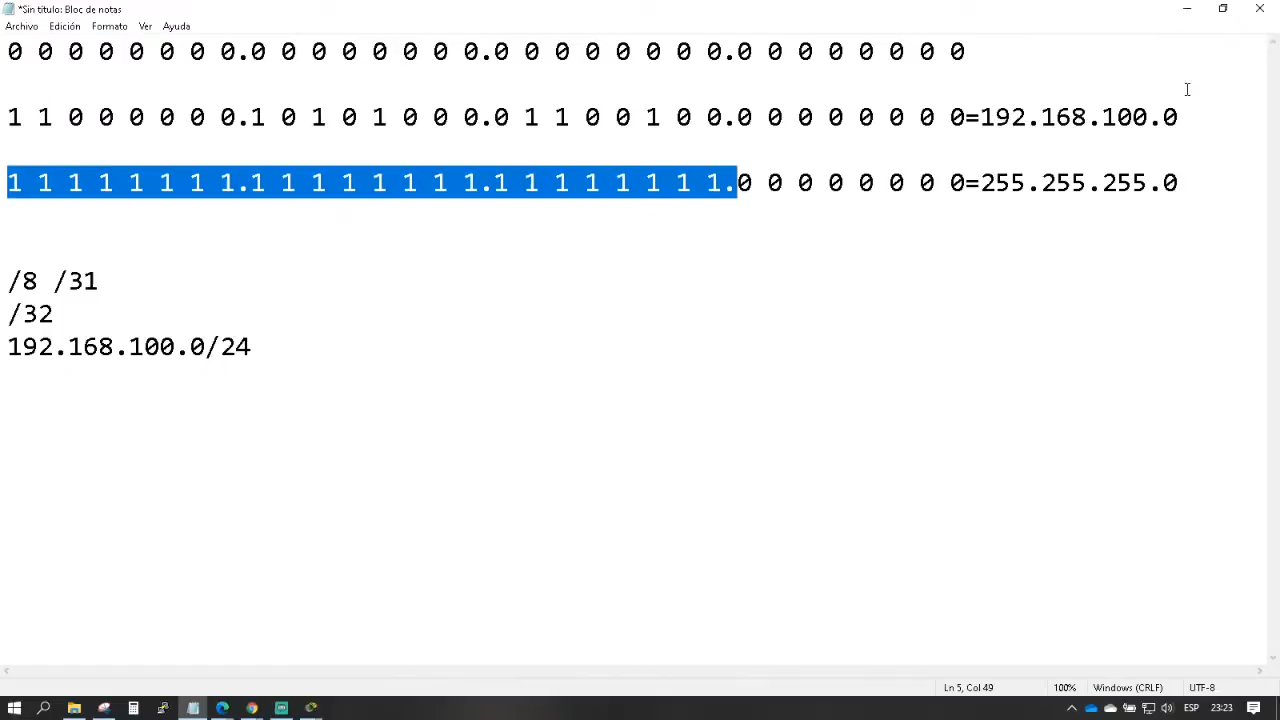 *Sin título: Bloc de notas
Archivo Edición Formato Ver Ayuda
0 0 0 0 0 0 0 0.0 0 0 0 0 0 0 0.0 0 0 0 0 0 0 0.0 0 0 0 0 0 0 0
1 1 0 0 0 0 0 0.1 0 1 0 1 0 0 0.0 1 1 0 0 1 0 0.0 0 0 0 0 0 0 0=192.168.100.0
1 1 1 1 1 1 1 1.1 1 1 1 1 1 1 1.1 1 1 1 1 1 1 1.0 0 0 0 0 0 0 0=255.255.255.0
/8 /31
/32
192.168.100.0/24
Ln 5, Col 49 100% Windows (CRLF) UTF-8
ESP 23:23